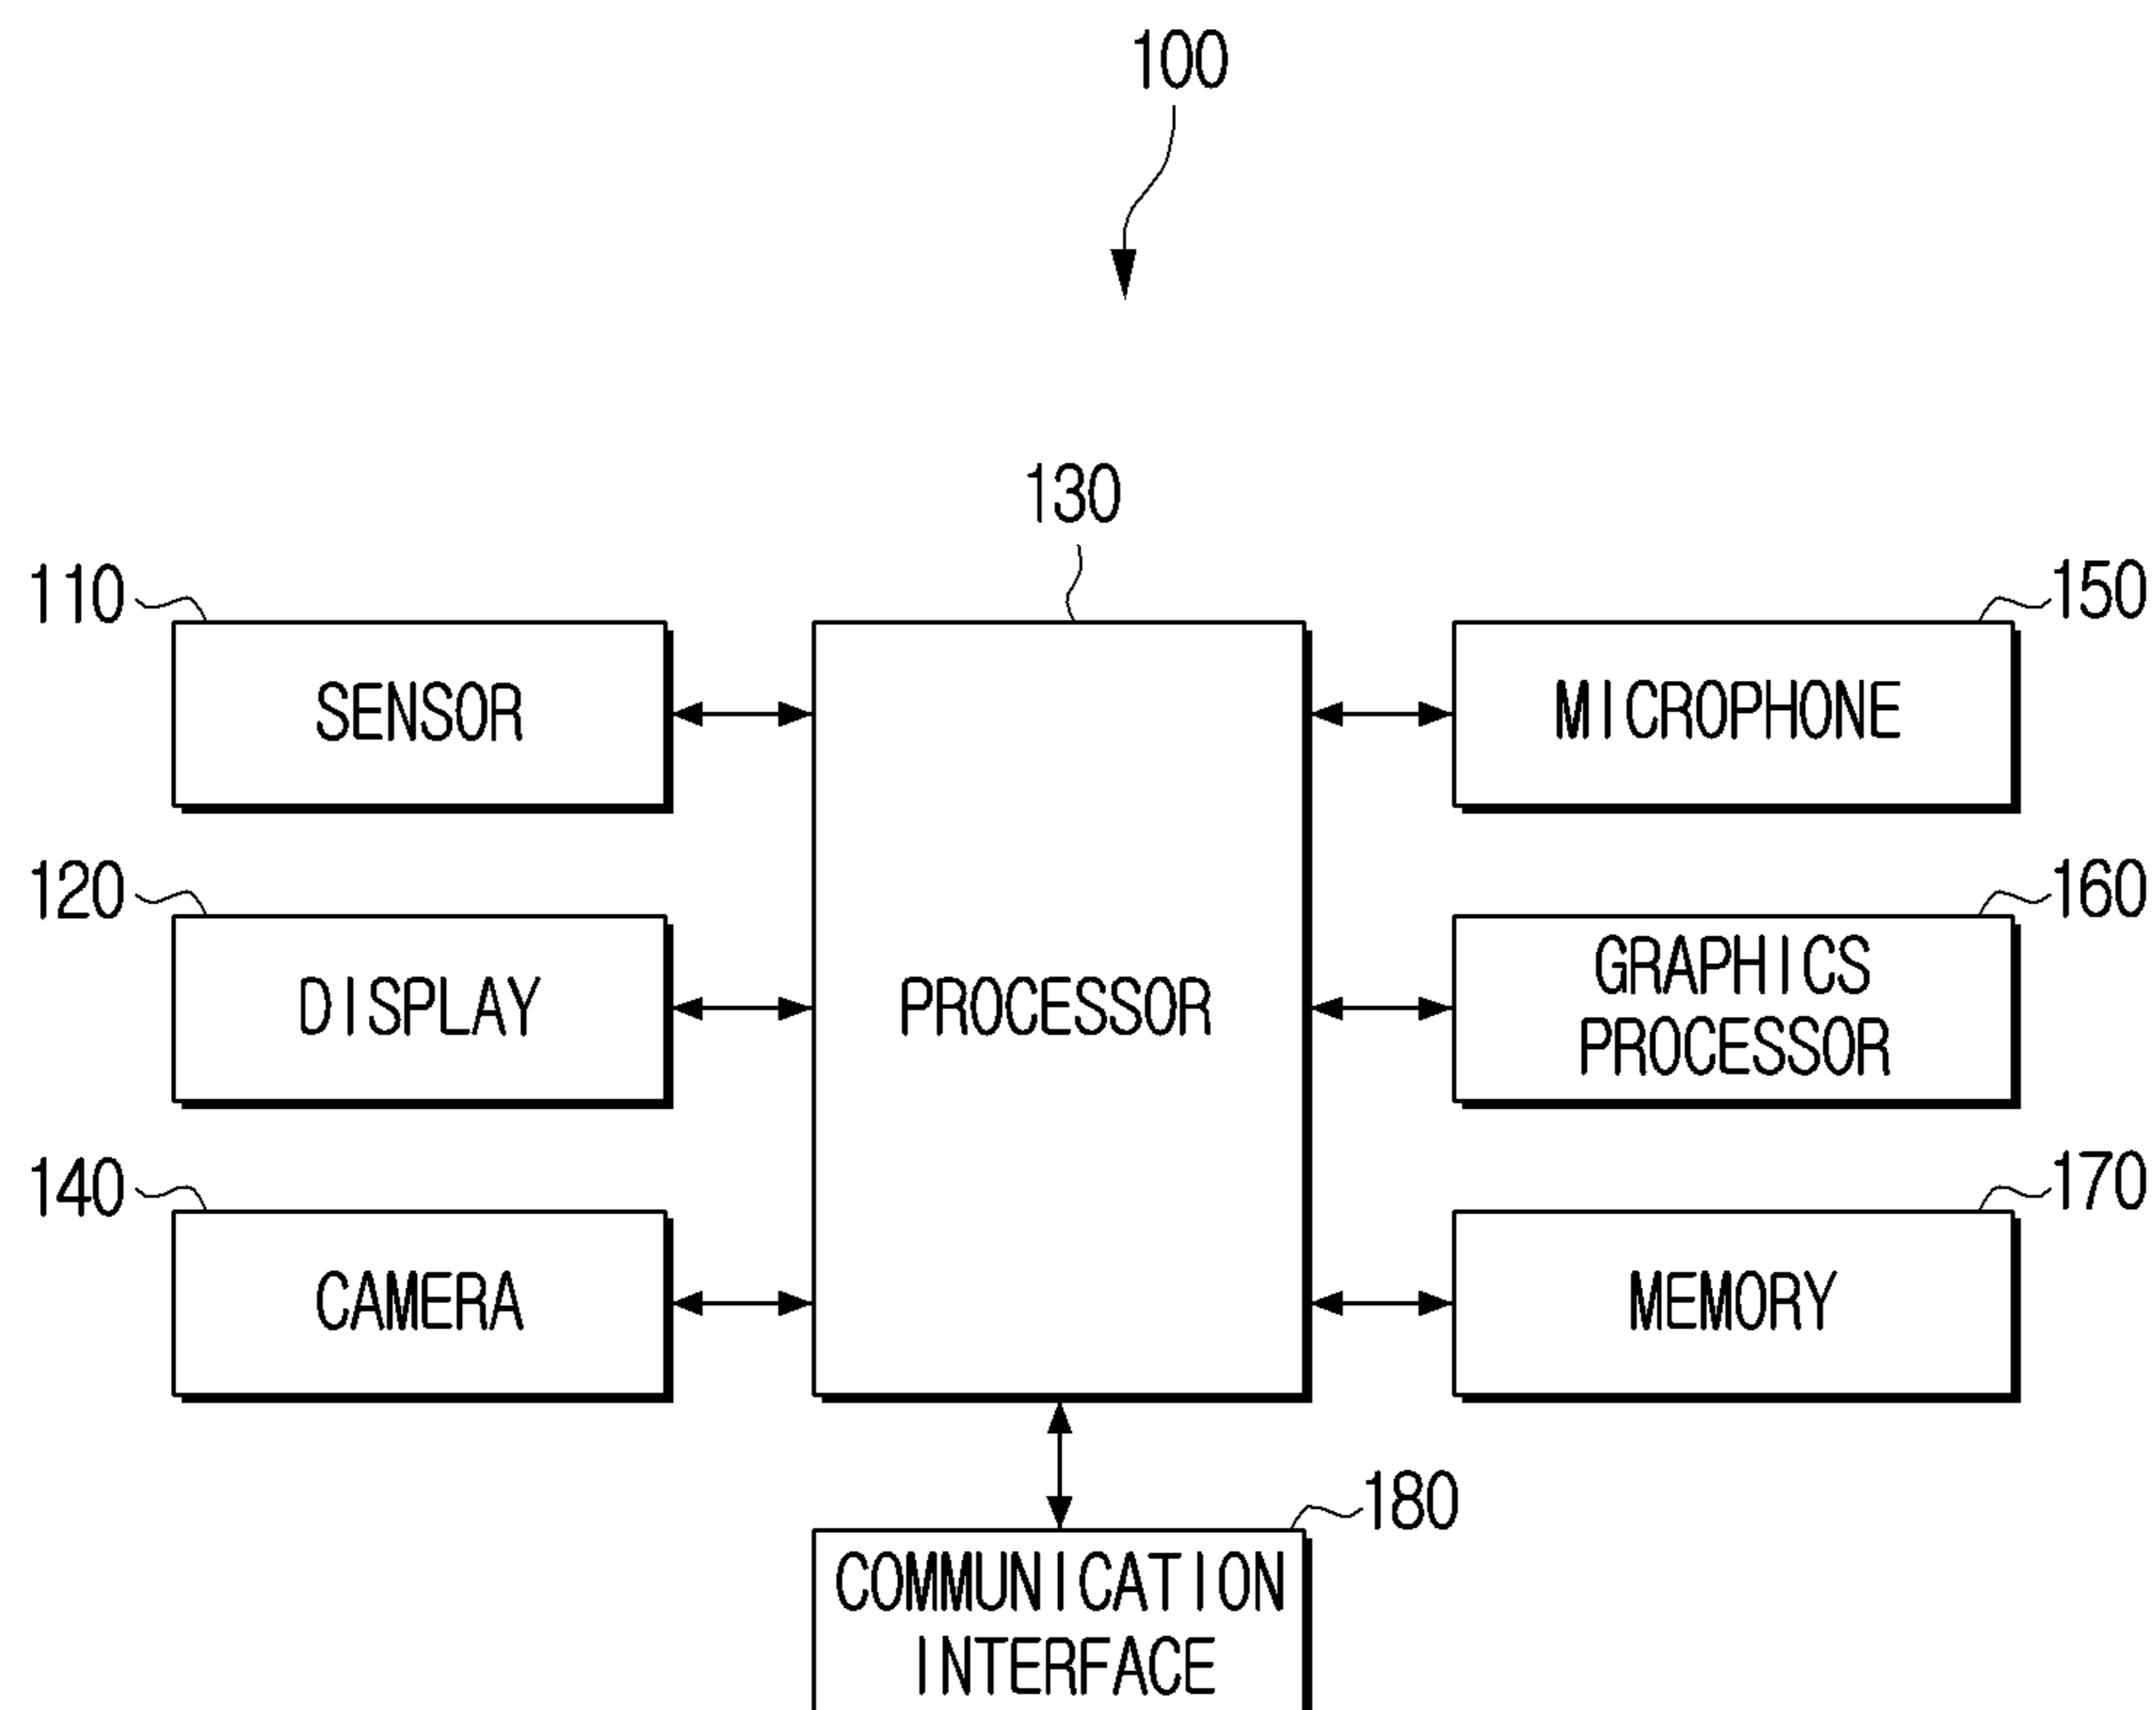 100
130
110
150
SENSOR
MICROPHONE
120
160
DISPLAY
PROCESSOR
GRAPHICS
PROCESSOR
140
170
CAMERA
MEMORY
180
COMMUNICATION
INTERFACE